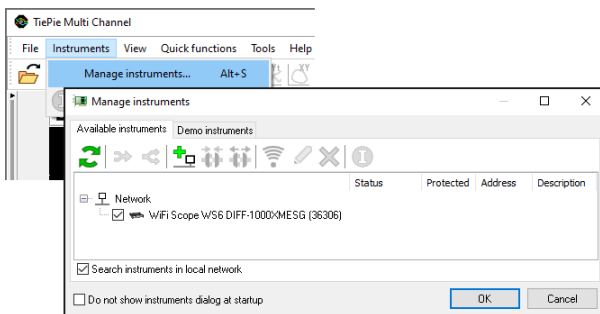 TiePie Multi Channel
File Instruments View Quick functions Tools Help
Manage instruments... Alt+S
Manage instruments
Available instruments Demo instruments
Status Protected Address Description
Network
WiFi Scope WS6 DIFF-1000XMESG (36306)
Search instruments in local network
Do not show instruments dialog at startup
OK Cancel